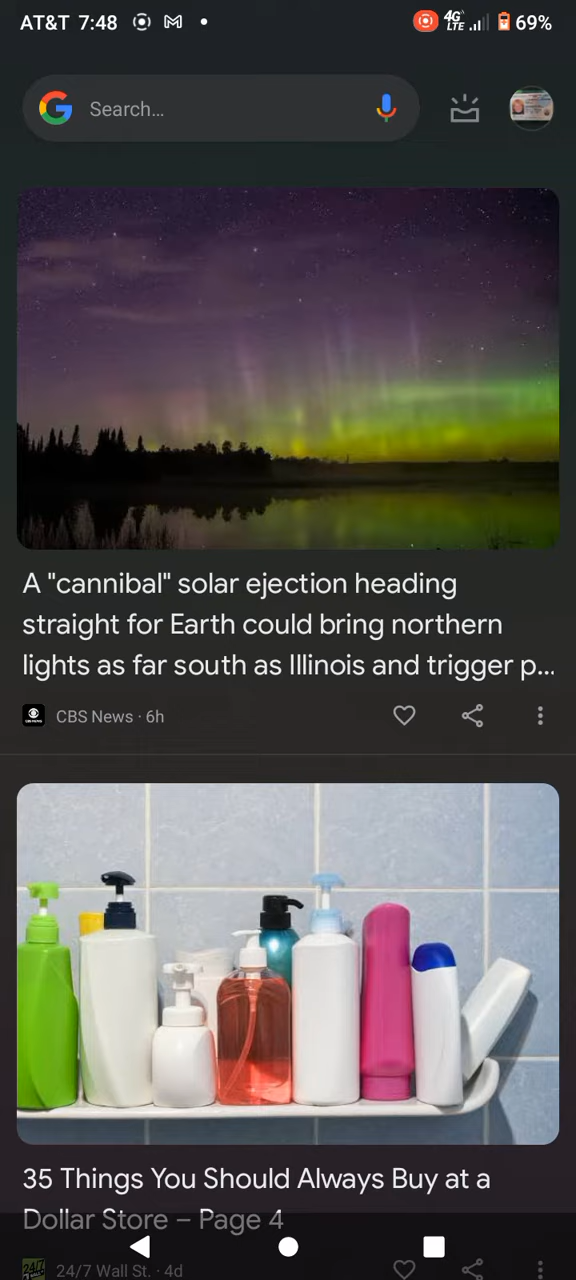 AT&T 7:48 4G LTE 69%
Search...
A "cannibal" solar ejection heading
straight for Earth could bring northern
lights as far south as Illinois and trigger p...
CBS News · 6h
35 Things You Should Always Buy at a
Dollar Store – Page 4
24/7 Wall St. · 4d